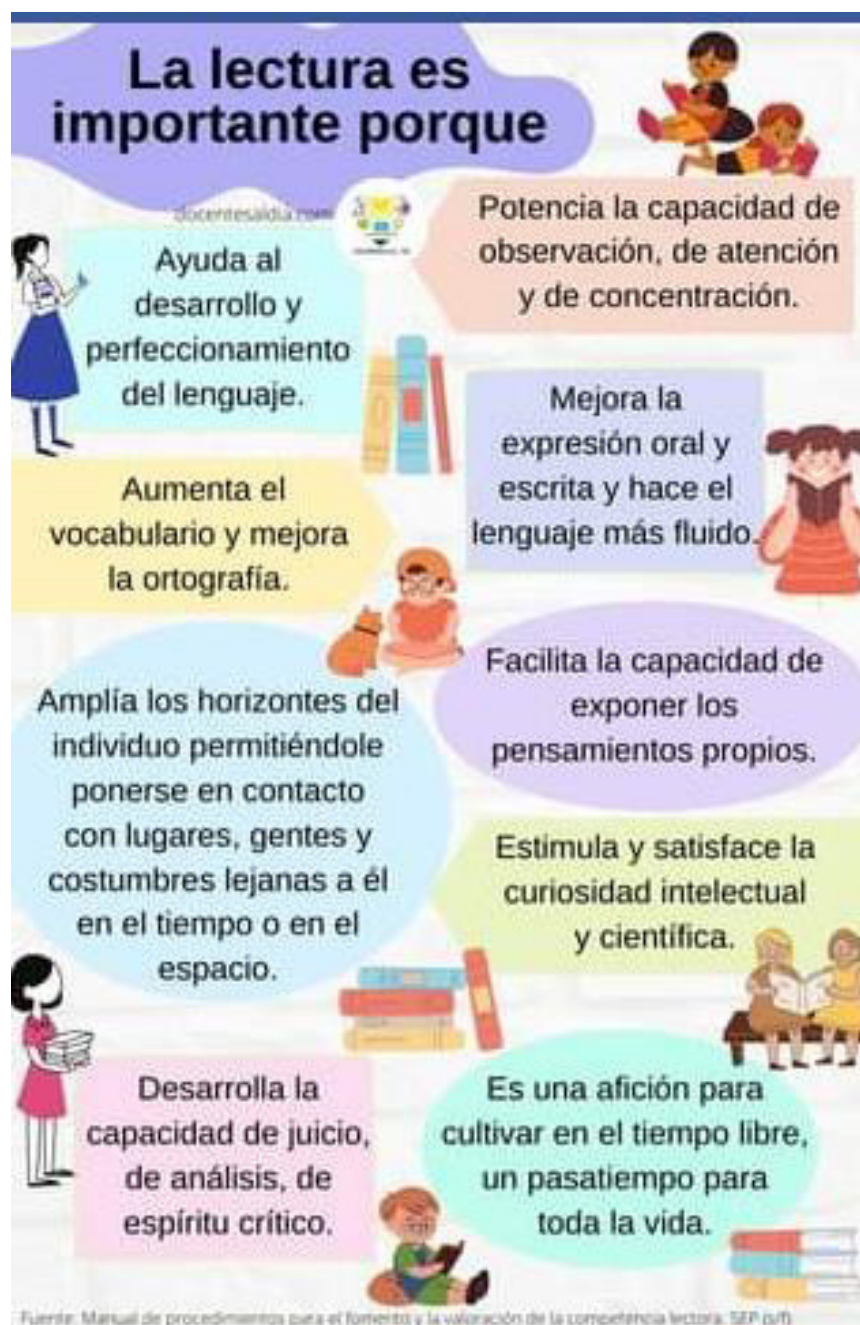 La lectura es
importante porque
docentesaldia.com
Potencia la capacidad de
observación, de atención
y de concentración.
Ayuda al
desarrollo y
perfeccionamiento
del lenguaje.
Mejora la
expresión oral y
escrita y hace el
lenguaje más fluido.
Aumenta el
vocabulario y mejora
la ortografía.
Facilita la capacidad de
exponer los
pensamientos propios.
Amplía los horizontes del
individuo permitiéndole
ponerse en contacto
con lugares, gentes y
costumbres lejanas a él
en el tiempo o en el
espacio.
Estimula y satisface la
curiosidad intelectual
y científica.
Desarrolla la
capacidad de juicio,
de análisis, de
espíritu crítico.
Es una afición para
cultivar en el tiempo libre,
un pasatiempo para
toda la vida.
Fuente: Manual de procedimientos para el fomento y la valoración de la competencia lectora. SEP (s/f)